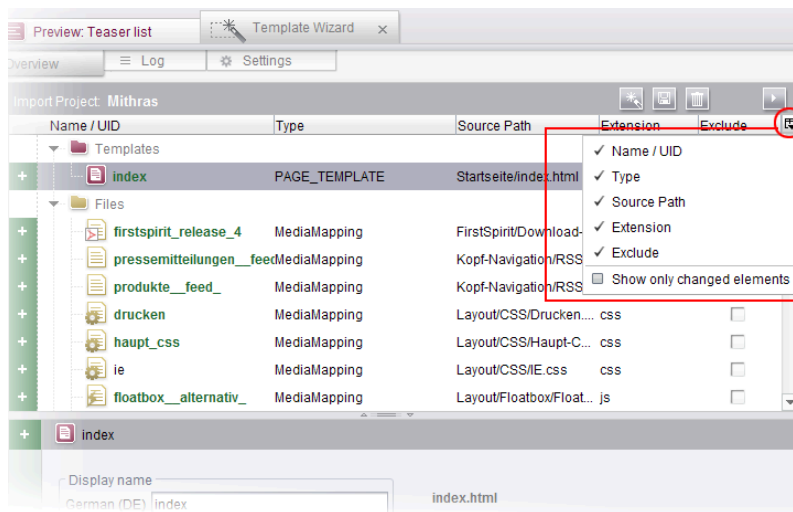 Preview: Teaser list
Template Wizard
Overview
Log
Settings
Import Project: Mithras
Name / UID Type Source Path Extension Exclude
Templates
index PAGE_TEMPLATE Startseite/index.html
Files
firstspirit_release_4 MediaMapping FirstSpirit/Download-
pressemitteilungen__feed MediaMapping Kopf-Navigation/RSS
produkte__feed_ MediaMapping Kopf-Navigation/RSS
drucken MediaMapping Layout/CSS/Drucken.... css
haupt_css MediaMapping Layout/CSS/Haupt-C... css
ie MediaMapping Layout/CSS/IE.css css
floatbox__alternativ_ MediaMapping Layout/Floatbox/Float... js
✓ Name / UID
✓ Type
✓ Source Path
✓ Extension
✓ Exclude
Show only changed elements
index
Display name
German (DE) index
index.html